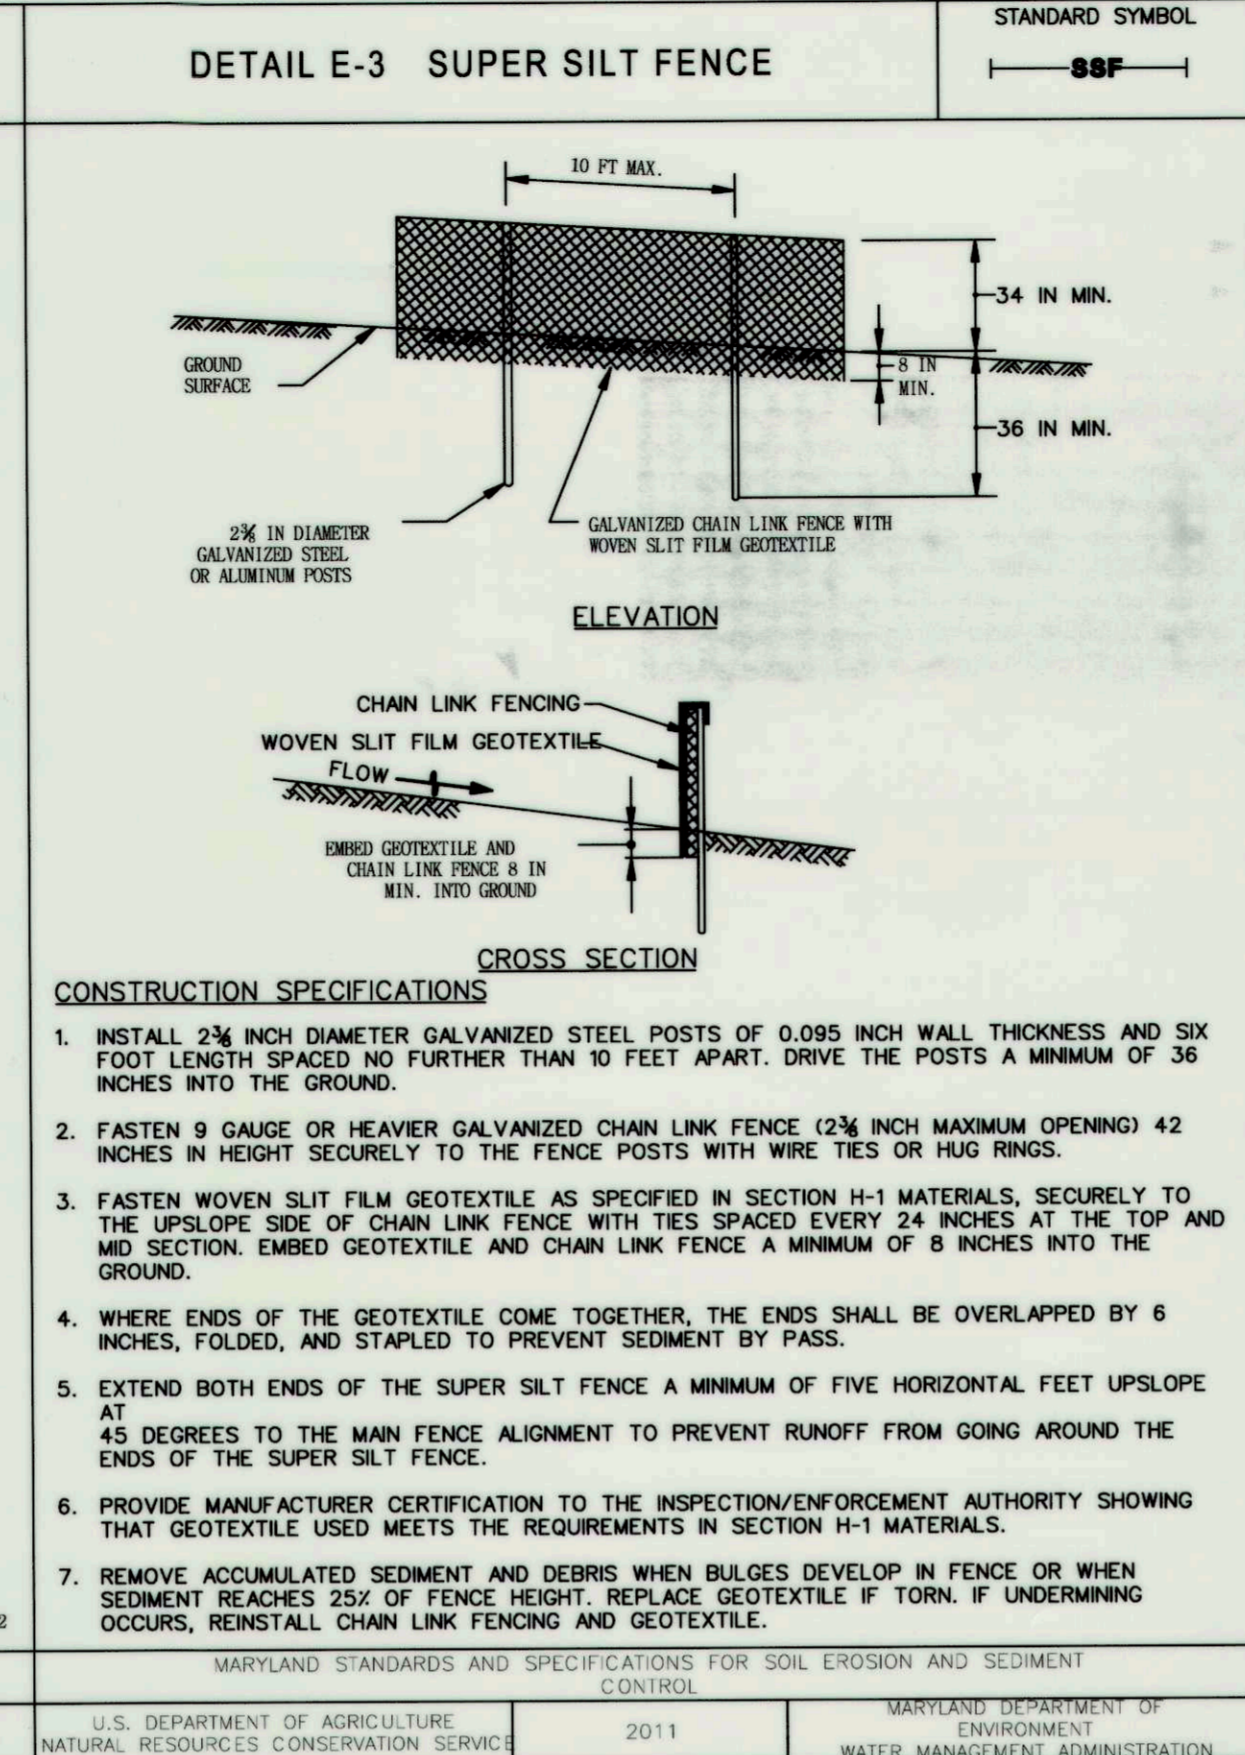 DETAIL E-3 SUPER SILT FENCE
STANDARD SYMBOL
SSF
10 FT MAX.
34 IN MIN.
GROUND
SURFACE
8 IN
MIN.
36 IN MIN.
2⅜ IN DIAMETER
GALVANIZED STEEL
OR ALUMINUM POSTS
GALVANIZED CHAIN LINK FENCE WITH
WOVEN SLIT FILM GEOTEXTILE
ELEVATION
CHAIN LINK FENCING
WOVEN SLIT FILM GEOTEXTILE
FLOW
EMBED GEOTEXTILE AND
CHAIN LINK FENCE 8 IN
MIN. INTO GROUND
CROSS SECTION
CONSTRUCTION SPECIFICATIONS
1. INSTALL 2⅜ INCH DIAMETER GALVANIZED STEEL POSTS OF 0.095 INCH WALL THICKNESS AND SIX
FOOT LENGTH SPACED NO FURTHER THAN 10 FEET APART. DRIVE THE POSTS A MINIMUM OF 36
INCHES INTO THE GROUND.
2. FASTEN 9 GAUGE OR HEAVIER GALVANIZED CHAIN LINK FENCE (2⅜ INCH MAXIMUM OPENING) 42
INCHES IN HEIGHT SECURELY TO THE FENCE POSTS WITH WIRE TIES OR HUG RINGS.
3. FASTEN WOVEN SLIT FILM GEOTEXTILE AS SPECIFIED IN SECTION H-1 MATERIALS, SECURELY TO
THE UPSLOPE SIDE OF CHAIN LINK FENCE WITH TIES SPACED EVERY 24 INCHES AT THE TOP AND
MID SECTION. EMBED GEOTEXTILE AND CHAIN LINK FENCE A MINIMUM OF 8 INCHES INTO THE
GROUND.
4. WHERE ENDS OF THE GEOTEXTILE COME TOGETHER, THE ENDS SHALL BE OVERLAPPED BY 6
INCHES, FOLDED, AND STAPLED TO PREVENT SEDIMENT BY PASS.
5. EXTEND BOTH ENDS OF THE SUPER SILT FENCE A MINIMUM OF FIVE HORIZONTAL FEET UPSLOPE
AT
45 DEGREES TO THE MAIN FENCE ALIGNMENT TO PREVENT RUNOFF FROM GOING AROUND THE
ENDS OF THE SUPER SILT FENCE.
6. PROVIDE MANUFACTURER CERTIFICATION TO THE INSPECTION/ENFORCEMENT AUTHORITY SHOWING
THAT GEOTEXTILE USED MEETS THE REQUIREMENTS IN SECTION H-1 MATERIALS.
7. REMOVE ACCUMULATED SEDIMENT AND DEBRIS WHEN BULGES DEVELOP IN FENCE OR WHEN
SEDIMENT REACHES 25% OF FENCE HEIGHT. REPLACE GEOTEXTILE IF TORN. IF UNDERMINING
OCCURS, REINSTALL CHAIN LINK FENCING AND GEOTEXTILE.
2
MARYLAND STANDARDS AND SPECIFICATIONS FOR SOIL EROSION AND SEDIMENT
CONTROL
U.S. DEPARTMENT OF AGRICULTURE
NATURAL RESOURCES CONSERVATION SERVICE
2011
MARYLAND DEPARTMENT OF
ENVIRONMENT
WATER MANAGEMENT ADMINISTRATION